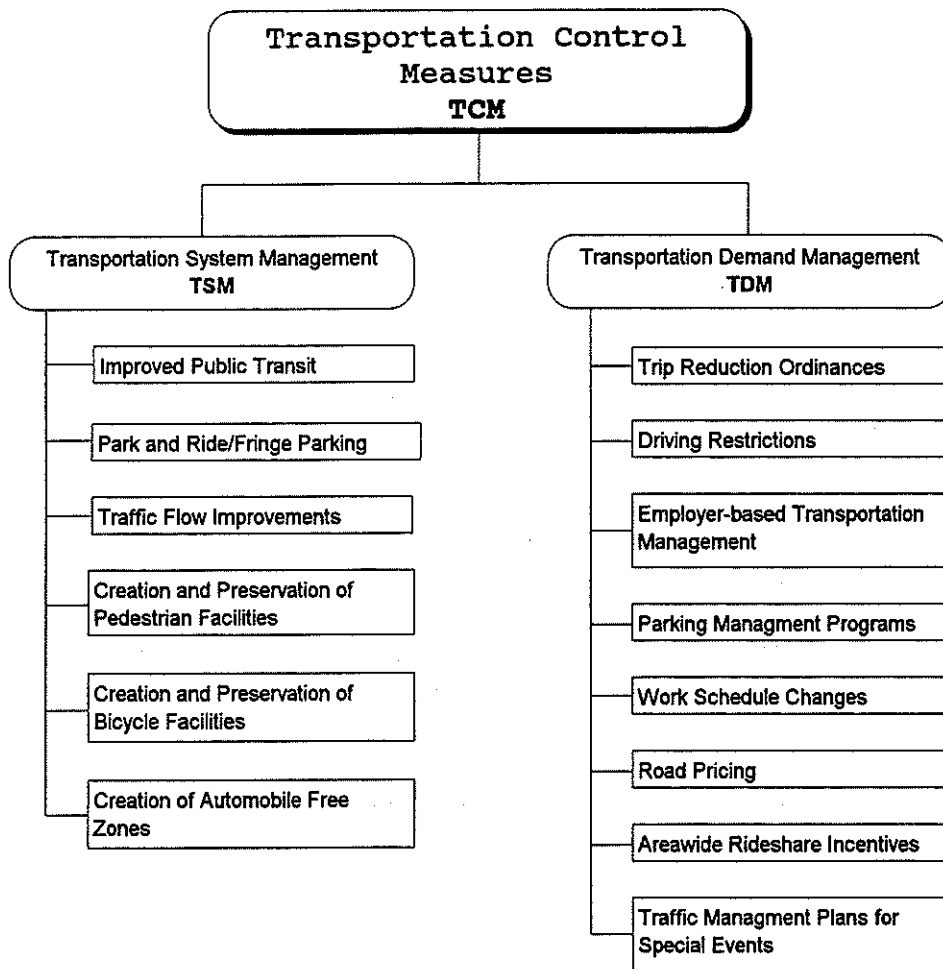 Transportation Control
Measures
TCM
Transportation System Management
TSM
Improved Public Transit
Park and Ride/Fringe Parking
Traffic Flow Improvements
Creation and Preservation of
Pedestrian Facilities
Creation and Preservation of
Bicycle Facilities
Creation of Automobile Free
Zones
Transportation Demand Management
TDM
Trip Reduction Ordinances
Driving Restrictions
Employer-based Transportation
Management
Parking Managment Programs
Work Schedule Changes
Road Pricing
Areawide Rideshare Incentives
Traffic Managment Plans for
Special Events